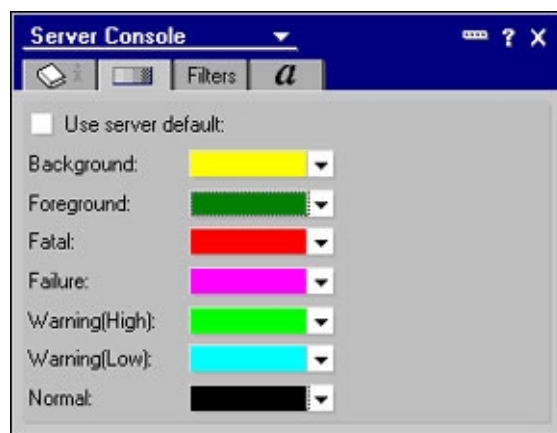 Server Console
? X
i Filters a
Use server default:
Background:
Foreground:
Fatal:
Failure:
Warning(High):
Warning(Low):
Normal: